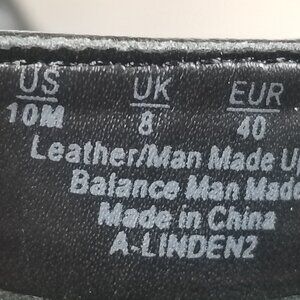 US UK EUR
10M 8 40
Leather/Man Made Up
Balance Man Made
Made in China
A-LINDEN2